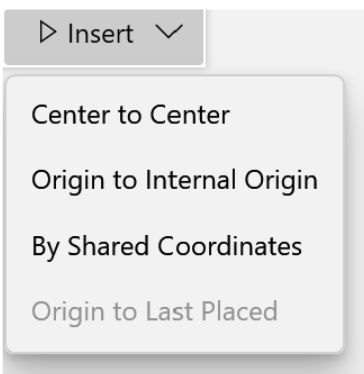 Insert
Center to Center
Origin to Internal Origin
By Shared Coordinates
Origin to Last Placed